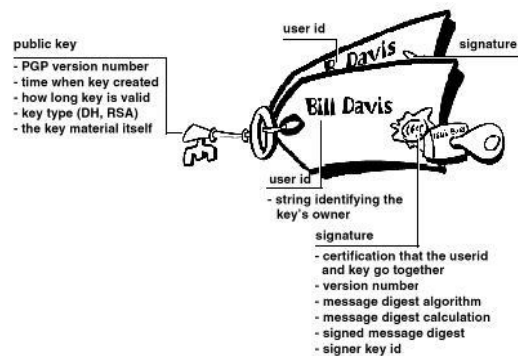 user id
signature
public key
- PGP version number
- time when key created
- how long key is valid
- key type (DH, RSA)
- the key material itself
Davis
Bill Davis
user id
- string identifying the
key's owner
signature
- certification that the userid
and key go together
- version number
- message digest algorithm
- message digest calculation
- signed message digest
- signer key id